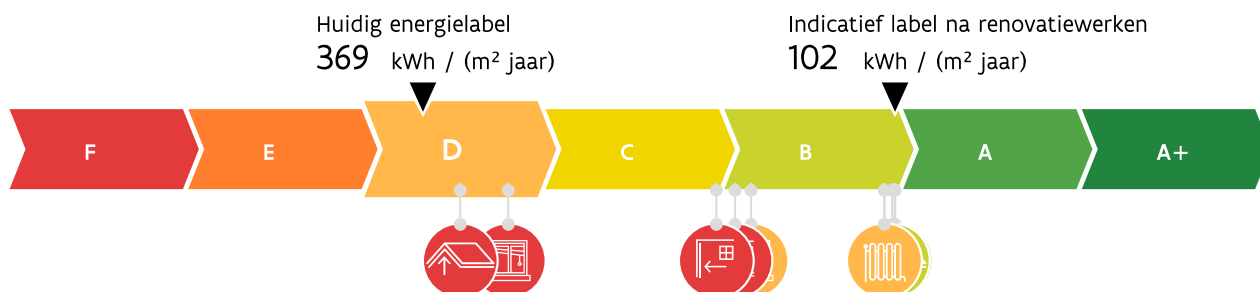 Huidig energielabel
369 kWh / (m² jaar)
Indicatief label na renovatiewerken
102 kWh / (m² jaar)
F E D C B A A+